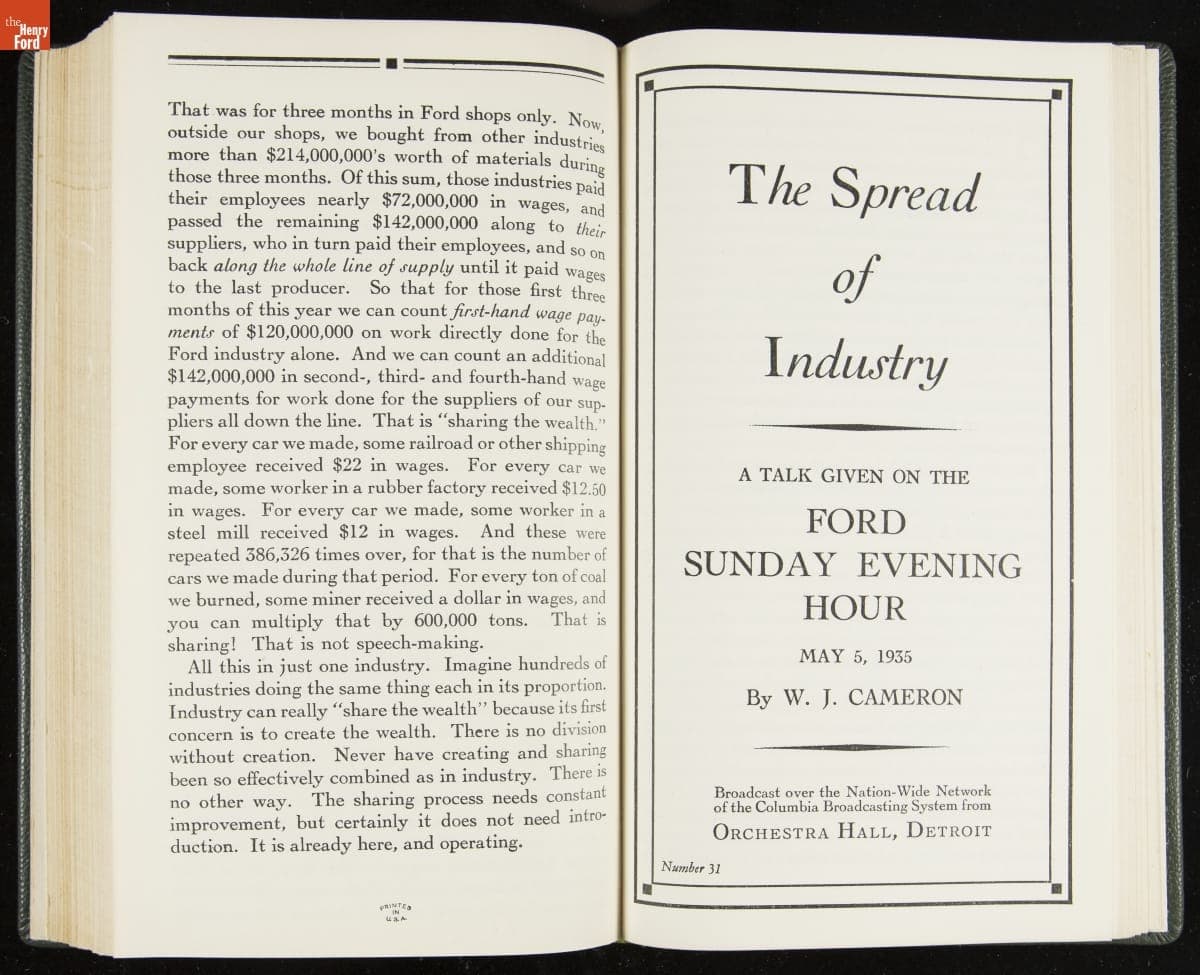 the
Henry
Ford
That was for three months in Ford shops only. Now,
outside our shops, we bought from other industries
more than $214,000,000's worth of materials during
those three months. Of this sum, those industries paid
their employees nearly $72,000,000 in wages, and
passed the remaining $142,000,000 along to their
suppliers, who in turn paid their employees, and so on
back along the whole line of supply until it paid wages
to the last producer. So that for those first three
months of this year we can count first-hand wage pay-
ments of $120,000,000 on work directly done for the
Ford industry alone. And we can count an additional
$142,000,000 in second-, third- and fourth-hand wage
payments for work done for the suppliers of our sup-
pliers all down the line. That is "sharing the wealth."
For every car we made, some railroad or other shipping
employee received $22 in wages. For every car we
made, some worker in a rubber factory received $12.50
in wages. For every car we made, some worker in a
steel mill received $12 in wages. And these were
repeated 386,326 times over, for that is the number of
cars we made during that period. For every ton of coal
we burned, some miner received a dollar in wages, and
you can multiply that by 600,000 tons. That is
sharing! That is not speech-making.
All this in just one industry. Imagine hundreds of
industries doing the same thing each in its proportion.
Industry can really "share the wealth" because its first
concern is to create the wealth. There is no division
without creation. Never have creating and sharing
been so effectively combined as in industry. There is
no other way. The sharing process needs constant
improvement, but certainly it does not need intro-
duction. It is already here, and operating.
PRINTED
IN
U.S.A.
The Spread
of
Industry
A TALK GIVEN ON THE
FORD
SUNDAY EVENING
HOUR
MAY 5, 1935
By W. J. CAMERON
Broadcast over the Nation-Wide Network
of the Columbia Broadcasting System from
ORCHESTRA HALL, DETROIT
Number 31